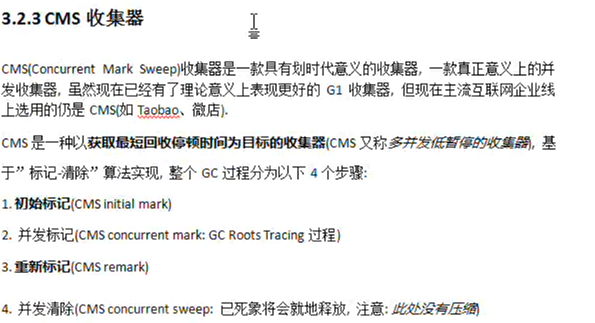 3.2.3 CMS 收集器
CMS(Concurrent Mark Sweep)收集器是一款具有划时代意义的收集器, 一款真正意义上的并
发收集器, 虽然现在已经有了理论意义上表现更好的 G1 收集器, 但现在主流互联网企业线
上选用的仍是 CMS(如 Taobao、微店).
CMS 是一种以获取最短回收停顿时间为目标的收集器(CMS 又称多并发低暂停的收集器), 基
于”标记-清除”算法实现, 整个 GC 过程分为以下 4 个步骤:
1. 初始标记(CMS initial mark)
2. 并发标记(CMS concurrent mark: GC Roots Tracing 过程)
3. 重新标记(CMS remark)
4. 并发清除(CMS concurrent sweep: 已死象将会就地释放, 注意: 此处没有压缩)